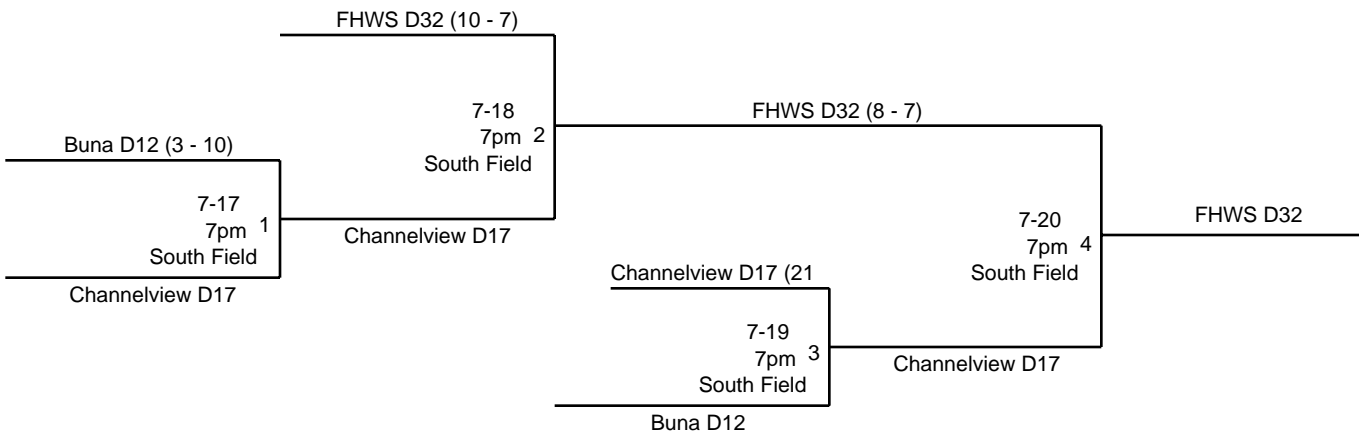 FHWS D32 (10 - 7)
7-18
7pm 2
South Field
FHWS D32 (8 - 7)
Buna D12 (3 - 10)
7-17
7pm 1
South Field
Channelview D17
Channelview D17
7-20
7pm 4
South Field
FHWS D32
Channelview D17 (21
7-19
7pm 3
South Field
Channelview D17
Buna D12